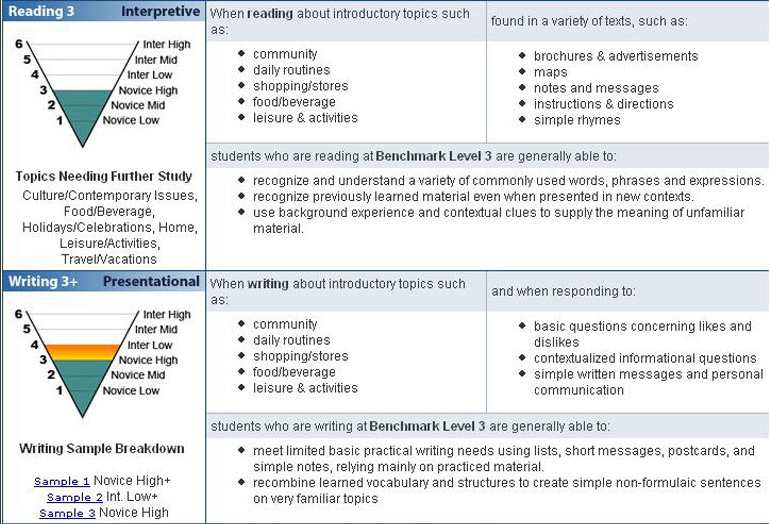 Reading 3 Interpretive
6 Inter High
5 Inter Mid
4 Inter Low
3 Novice High
2 Novice Mid
1 Novice Low
Topics Needing Further Study
Culture/Contemporary Issues,
Food/Beverage,
Holidays/Celebrations, Home,
Leisure/Activities,
Travel/Vacations
When reading about introductory topics such
as:
community
daily routines
shopping/stores
food/beverage
leisure & activities
found in a variety of texts, such as:
brochures & advertisements
maps
notes and messages
instructions & directions
simple rhymes
students who are reading at Benchmark Level 3 are generally able to:
recognize and understand a variety of commonly used words, phrases and expressions.
recognize previously learned material even when presented in new contexts.
use background experience and contextual clues to supply the meaning of unfamiliar
material.
Writing 3+ Presentational
6 Inter High
5 Inter Mid
4 Inter Low
3 Novice High
2 Novice Mid
1 Novice Low
Writing Sample Breakdown
Sample 1 Novice High+
Sample 2 Int. Low+
Sample 3 Novice High
When writing about introductory topics such
as:
community
daily routines
shopping/stores
food/beverage
leisure & activities
and when responding to:
basic questions concerning likes and
dislikes
contextualized informational questions
simple written messages and personal
communication
students who are writing at Benchmark Level 3 are generally able to:
meet limited basic practical writing needs using lists, short messages, postcards, and
simple notes, relying mainly on practiced material.
recombine learned vocabulary and structures to create simple non-formulaic sentences
on very familiar topics